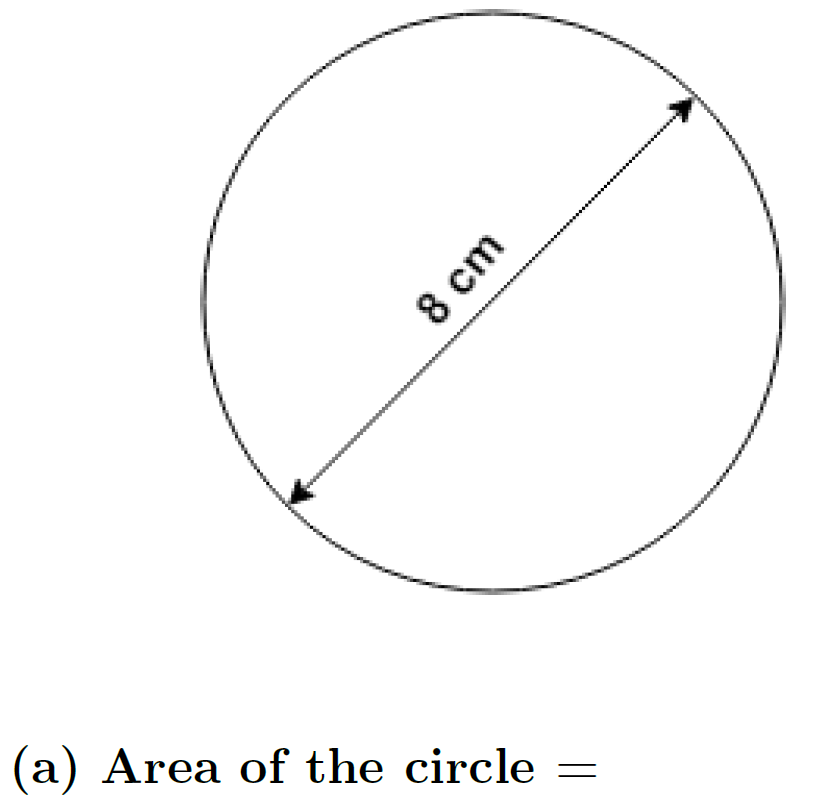 8 cm
(a) Area of the circle =